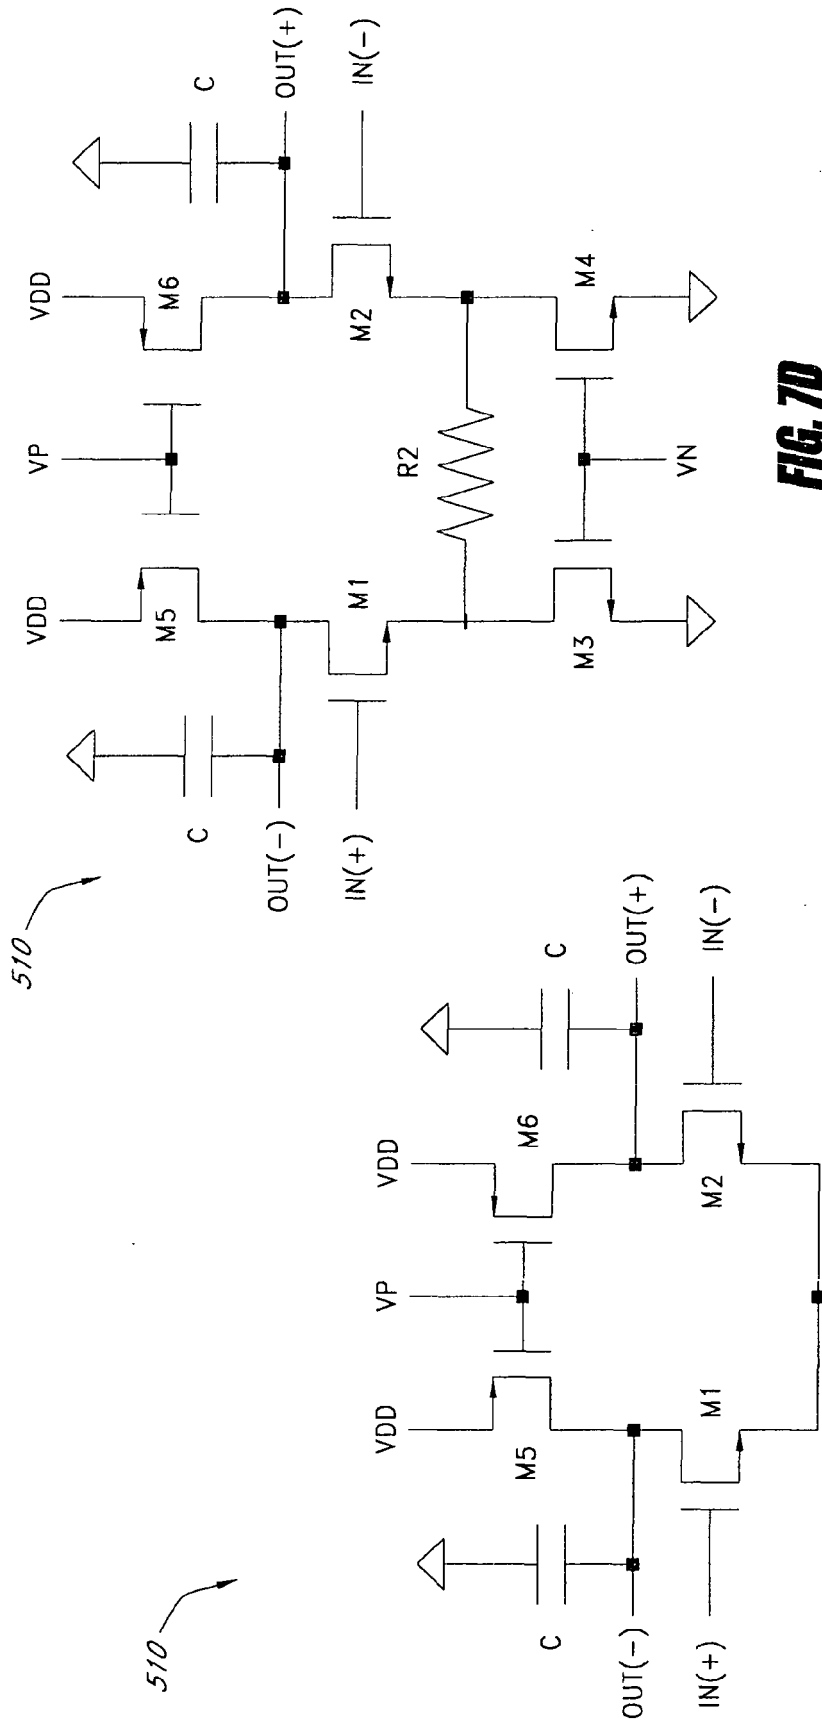 510
VDD
VP
VDD
M5
M6
C
C
OUT(-)
OUT(+)
IN(+)
M1
M2
IN(-)
R2
M3
M4
VN
FIG. 7D
510
VDD
VP
VDD
M5
M6
C
C
OUT(-)
OUT(+)
IN(+)
M1
M2
IN(-)